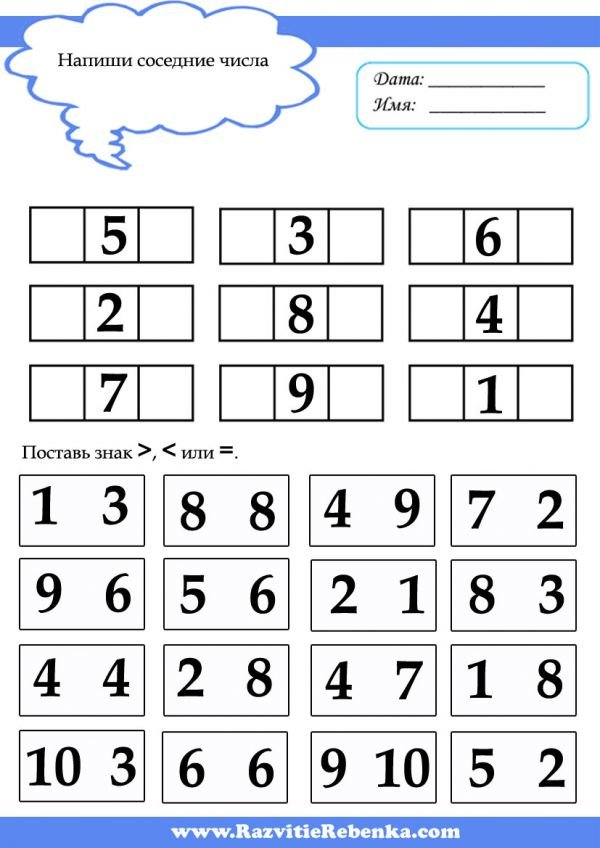 Напиши соседние числа
Дата: ____________
Имя: ____________
5 3 6
2 8 4
7 9 1
Поставь знак >, < или =.
1 3 8 8 4 9 7 2
9 6 5 6 2 1 8 3
4 4 2 8 4 7 1 8
10 3 6 6 9 10 5 2
www.RazvitieRebenka.com